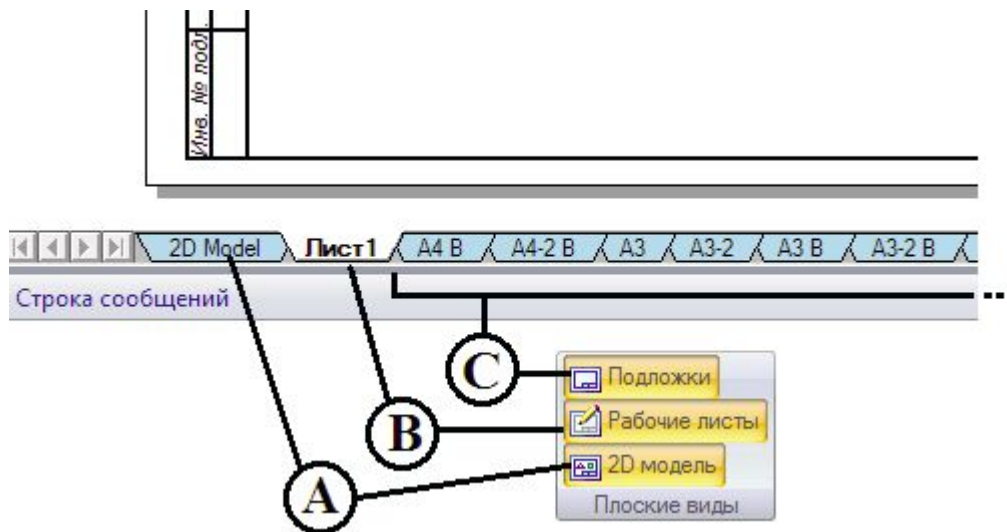 Инв. № подл.
2D Model Лист1 A4 B A4-2 B A3 A3-2 A3 B A3-2 B
Строка сообщений
C
Подложки
B
Рабочие листы
A
2D модель
Плоские виды